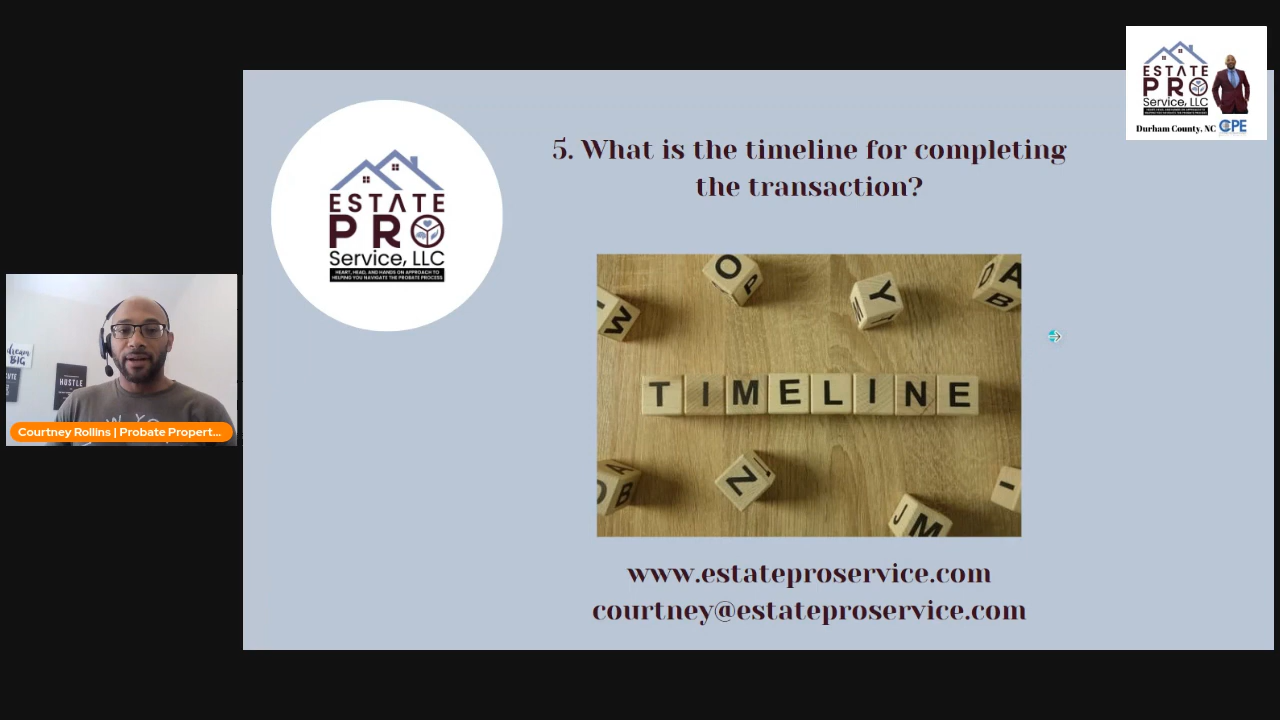 5. What is the timeline for completing
the transaction?
ESTATE
PRO
Service, LLC
HEART, HEAD, AND HANDS ON APPROACH TO
HELPING YOU NAVIGATE THE PROBATE PROCESS
ESTATE
PRO
Service, LLC
Durham County, NC CPE
W
O P
Y
A B
T I M E L I N E
A B
N
J M
I
dream
BIG
HUSTLE
Courtney Rollins | Probate Propert...
www.estateproservice.com
courtney@estateproservice.com